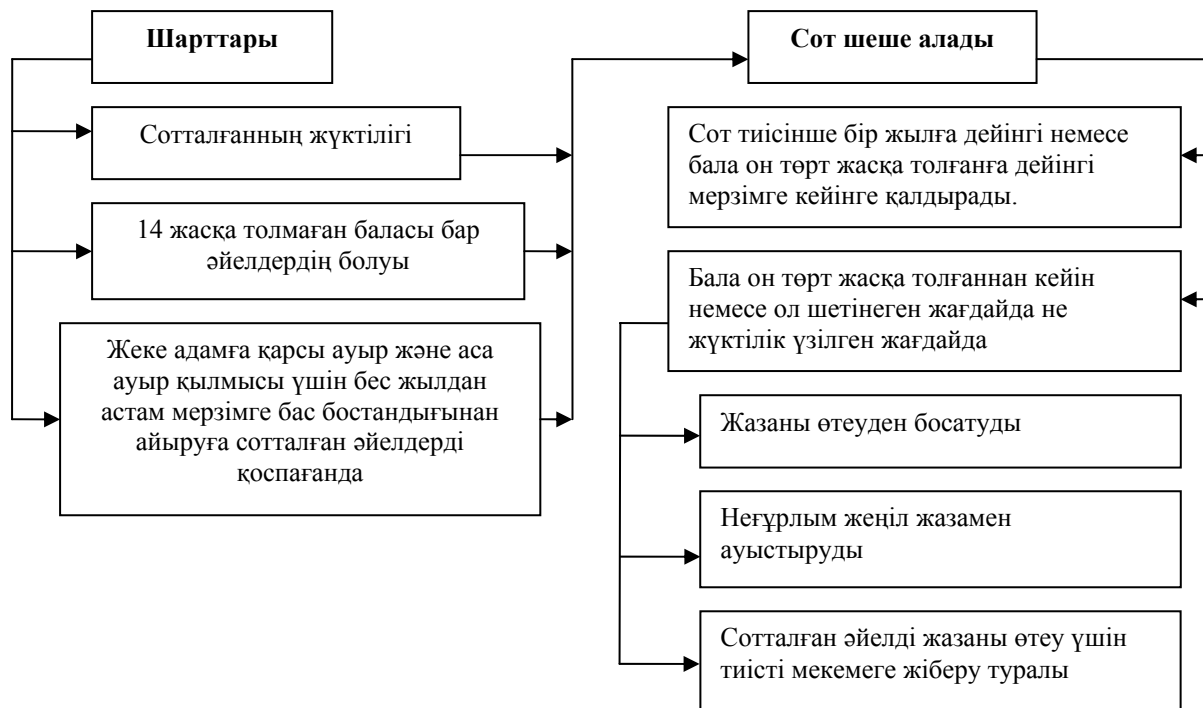 Шарттары
Сотталғанның жүктілігі
14 жасқа толмаған баласы бар
әйелдердің болуы
Жеке адамға қарсы ауыр және аса
ауыр қылмысы үшін бес жылдан
астам мерзімге бас бостандығынан
айыруға сотталған әйелдерді
қоспағанда
Сот шеше алады
Сот тиісінше бір жылға дейінгі немесе
бала он төрт жасқа толғанға дейінгі
мерзімге кейінге қалдырады.
Бала он төрт жасқа толғаннан кейін
немесе ол шетінеген жағдайда не
жүктілік үзілген жағдайда
Жазаны өтеуден босатуды
Неғұрлым жеңіл жазамен
ауыстыруды
Сотталған әйелді жазаны өтеу үшін
тиісті мекемеге жіберу туралы